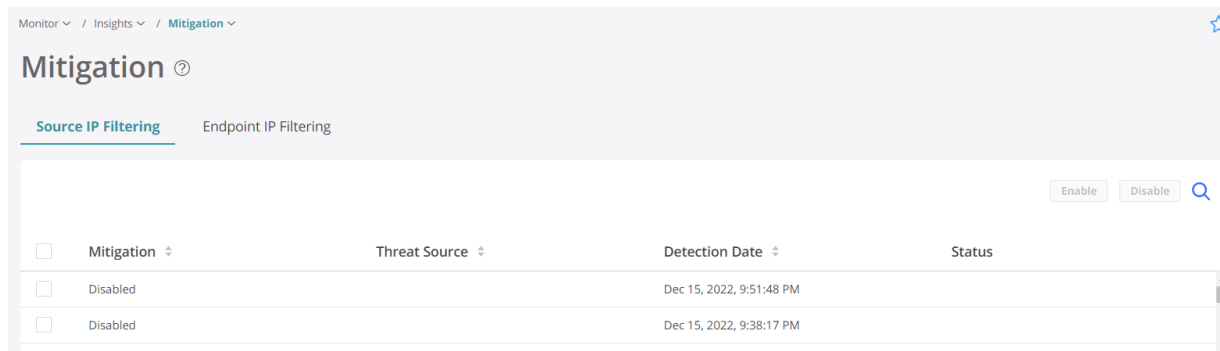 Monitor / Insights / Mitigation
Mitigation ?
Source IP Filtering Endpoint IP Filtering
Enable Disable
Mitigation Threat Source Detection Date Status
Disabled Dec 15, 2022, 9:51:48 PM
Disabled Dec 15, 2022, 9:38:17 PM